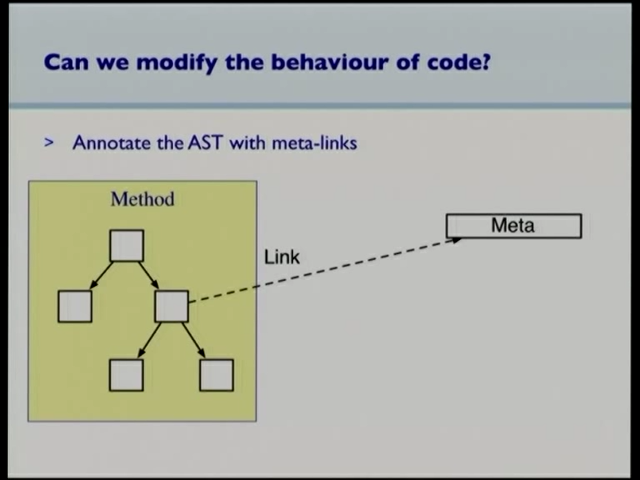 Can we modify the behaviour of code?
> Annotate the AST with meta-links
Method
Link
Meta